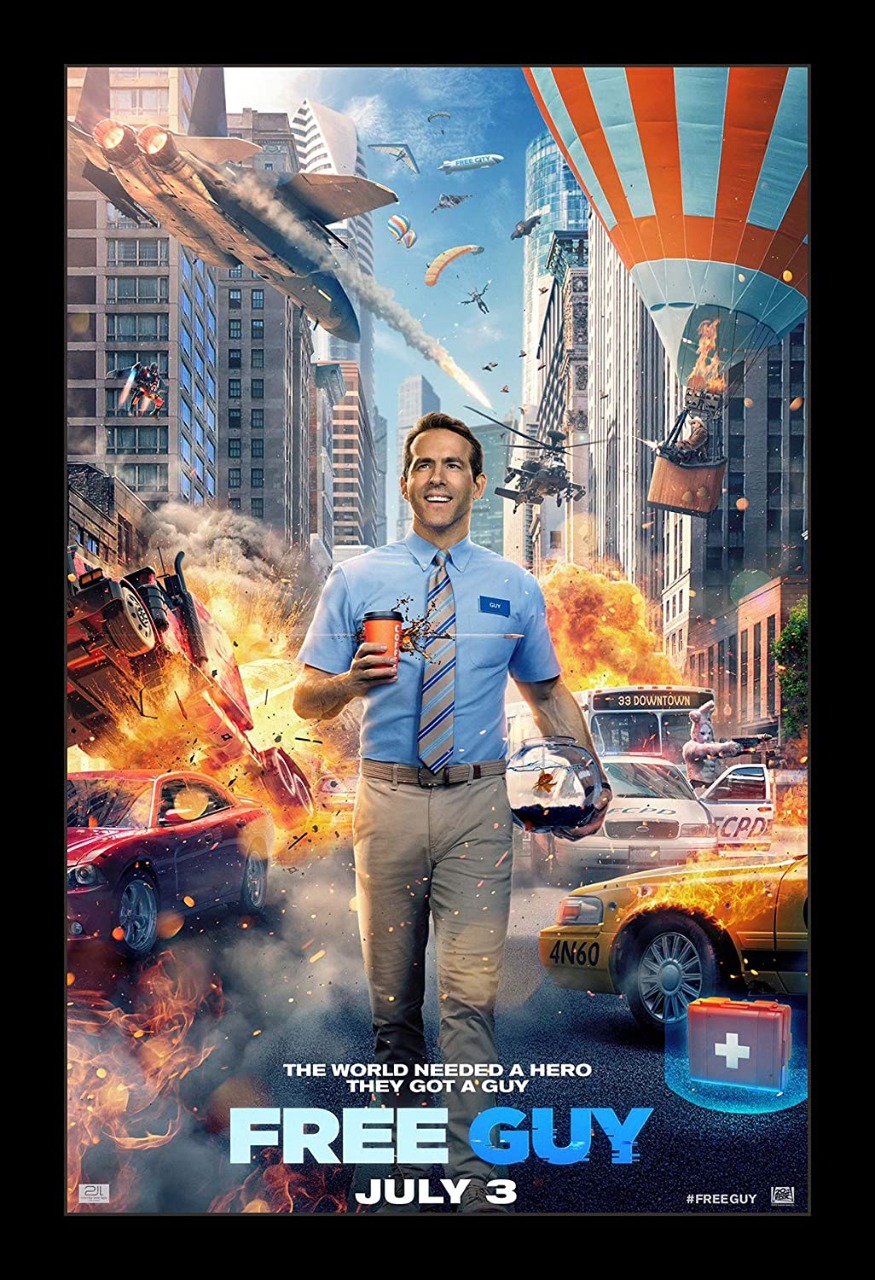 FREE CITY
GUY
33 DOWNTOWN
FCPD
FCPD
4N60
THE WORLD NEEDED A HERO
THEY GOT A GUY
FREE GUY
JULY 3
#FREEGUY